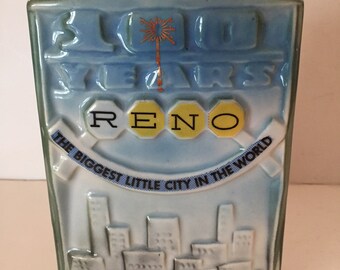 100
YEARS
RENO
THE BIGGEST LITTLE CITY IN THE WORLD